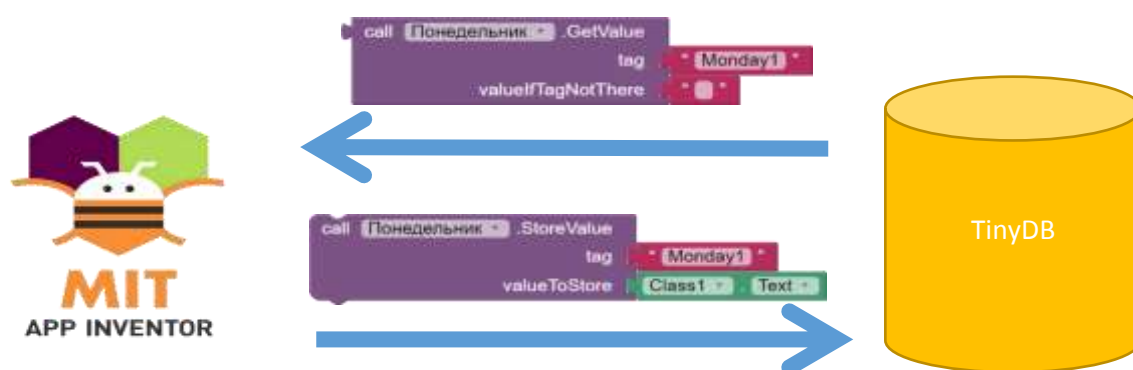 call Понедельник .GetValue
tag " Monday1 "
valueIfTagNotThere " "
call Понедельник .StoreValue
tag " Monday1 "
valueToStore Class1 . Text
TinyDB
MIT
APP INVENTOR